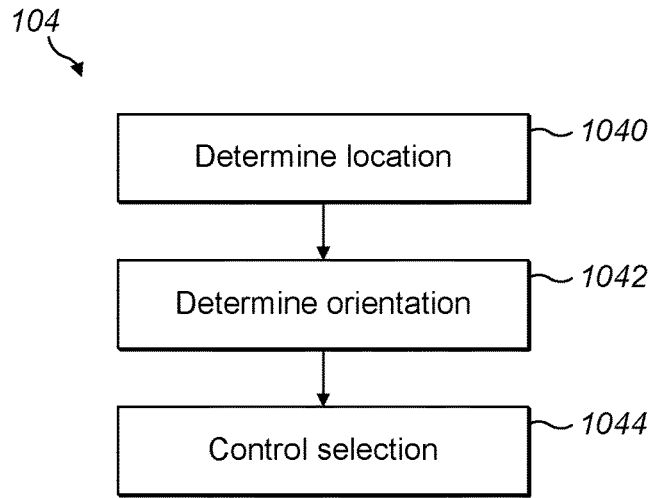 104
Determine location
1040
Determine orientation
1042
Control selection
1044